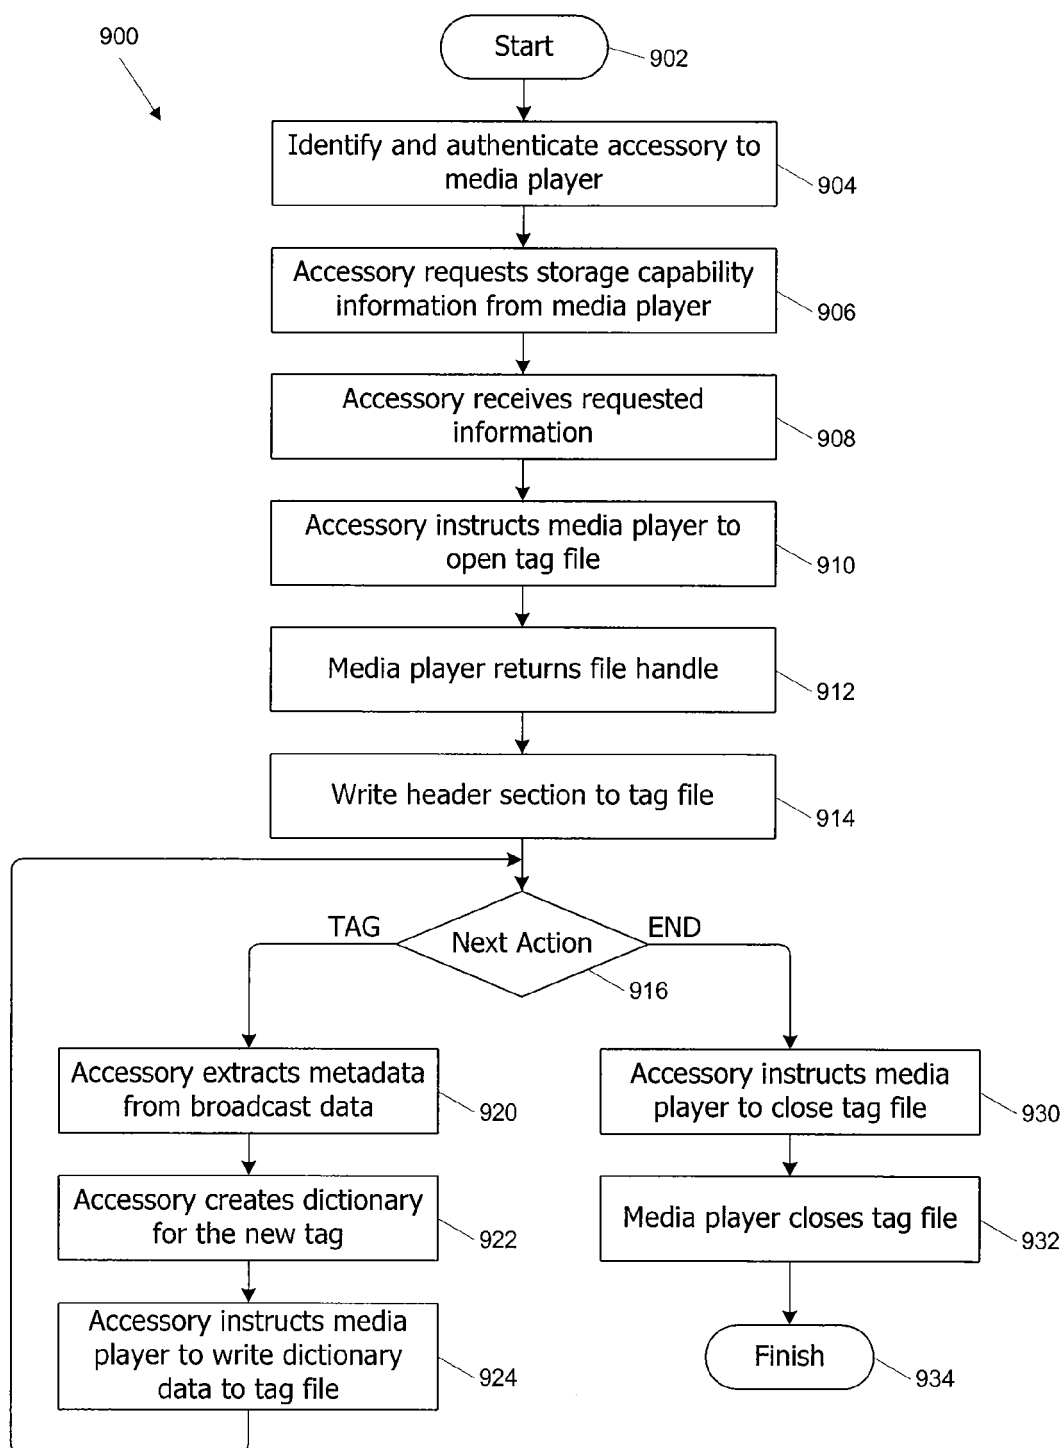 900
Start
902
Identify and authenticate accessory to
media player
904
Accessory requests storage capability
information from media player
906
Accessory receives requested
information
908
Accessory instructs media player to
open tag file
910
Media player returns file handle
912
Write header section to tag file
914
TAG
Next Action
END
916
Accessory extracts metadata
from broadcast data
920
Accessory creates dictionary
for the new tag
922
Accessory instructs media
player to write dictionary
data to tag file
924
Accessory instructs media
player to close tag file
930
Media player closes tag file
932
Finish
934